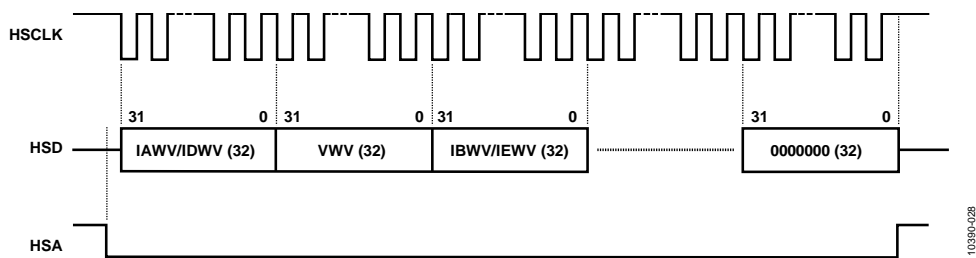 HSCLK
31 0 31 0 31 0 31 0
HSD
IAWV/IDWV (32) VWV (32) IBWV/IEWV (32) 0000000 (32)
HSA
10390-028